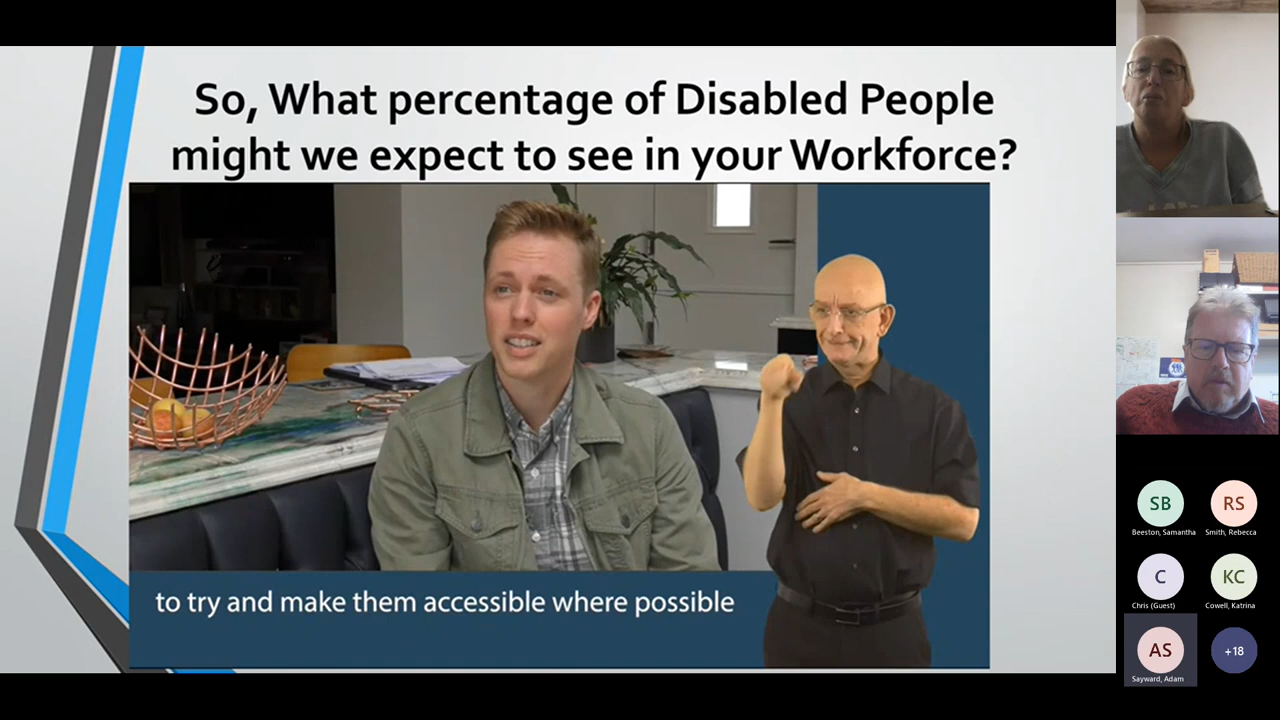 So, What percentage of Disabled People
might we expect to see in your Workforce?
to try and make them accessible where possible
SB
RS
Beeston, Samantha
Smith, Rebecca
C
KC
Chris (Guest)
Cowell, Katrina
AS
+18
Sayward, Adam